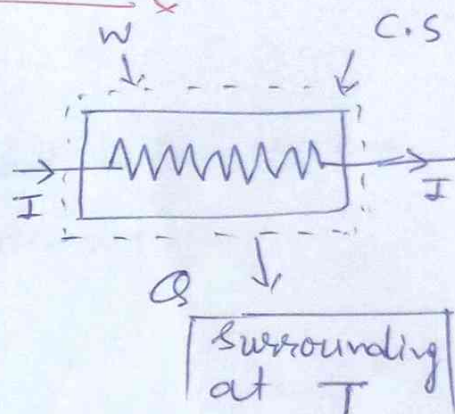 W C.S
I I
Q
Surrounding
at T